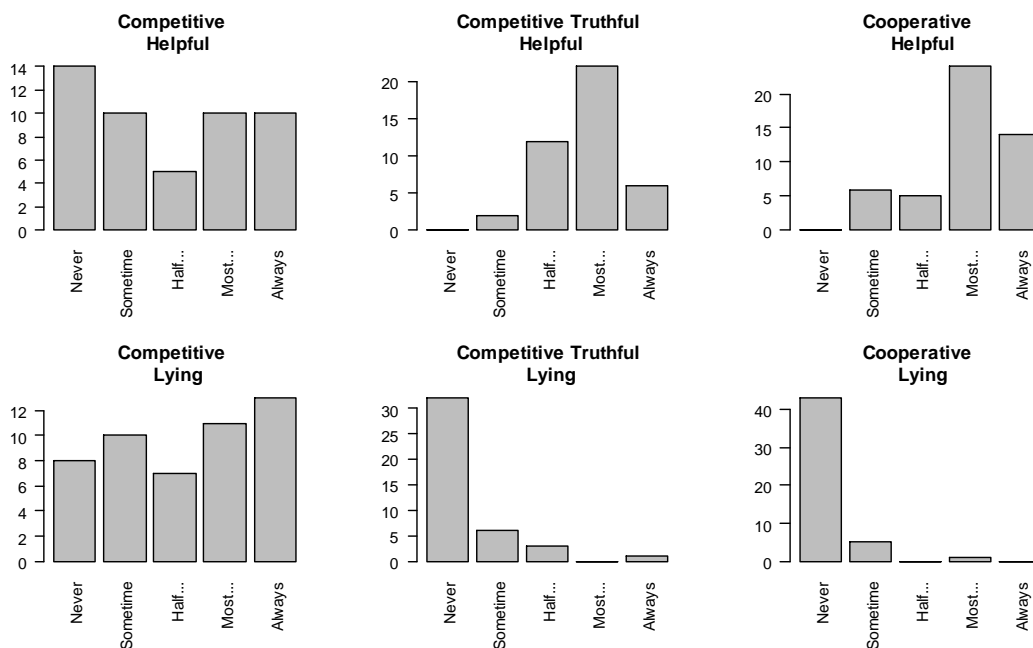 Competitive
Helpful
14
12
10
8
6
4
2
0
Never
Sometime
Half...
Most...
Always
Competitive Truthful
Helpful
20
15
10
5
0
Never
Sometime
Half...
Most...
Always
Cooperative
Helpful
20
15
10
5
0
Never
Sometime
Half...
Most...
Always
Competitive
Lying
12
10
8
6
4
2
0
Never
Sometime
Half...
Most...
Always
Competitive Truthful
Lying
30
25
20
15
10
5
0
Never
Sometime
Half...
Most...
Always
Cooperative
Lying
40
30
20
10
0
Never
Sometime
Half...
Most...
Always